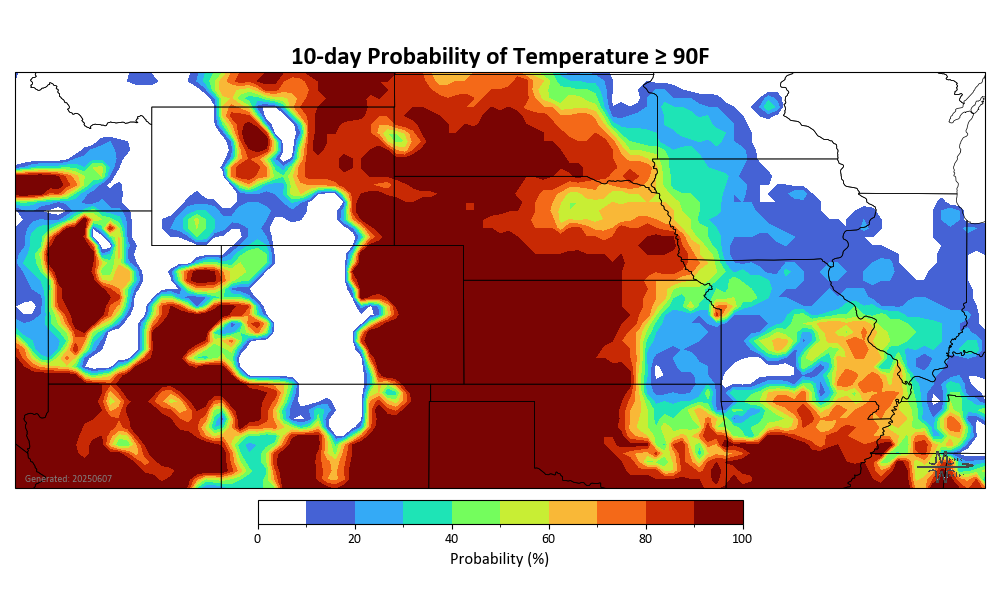 10-day Probability of Temperature ≥ 90F
Generated: 20250607
0 20 40 60 80 100
Probability (%)